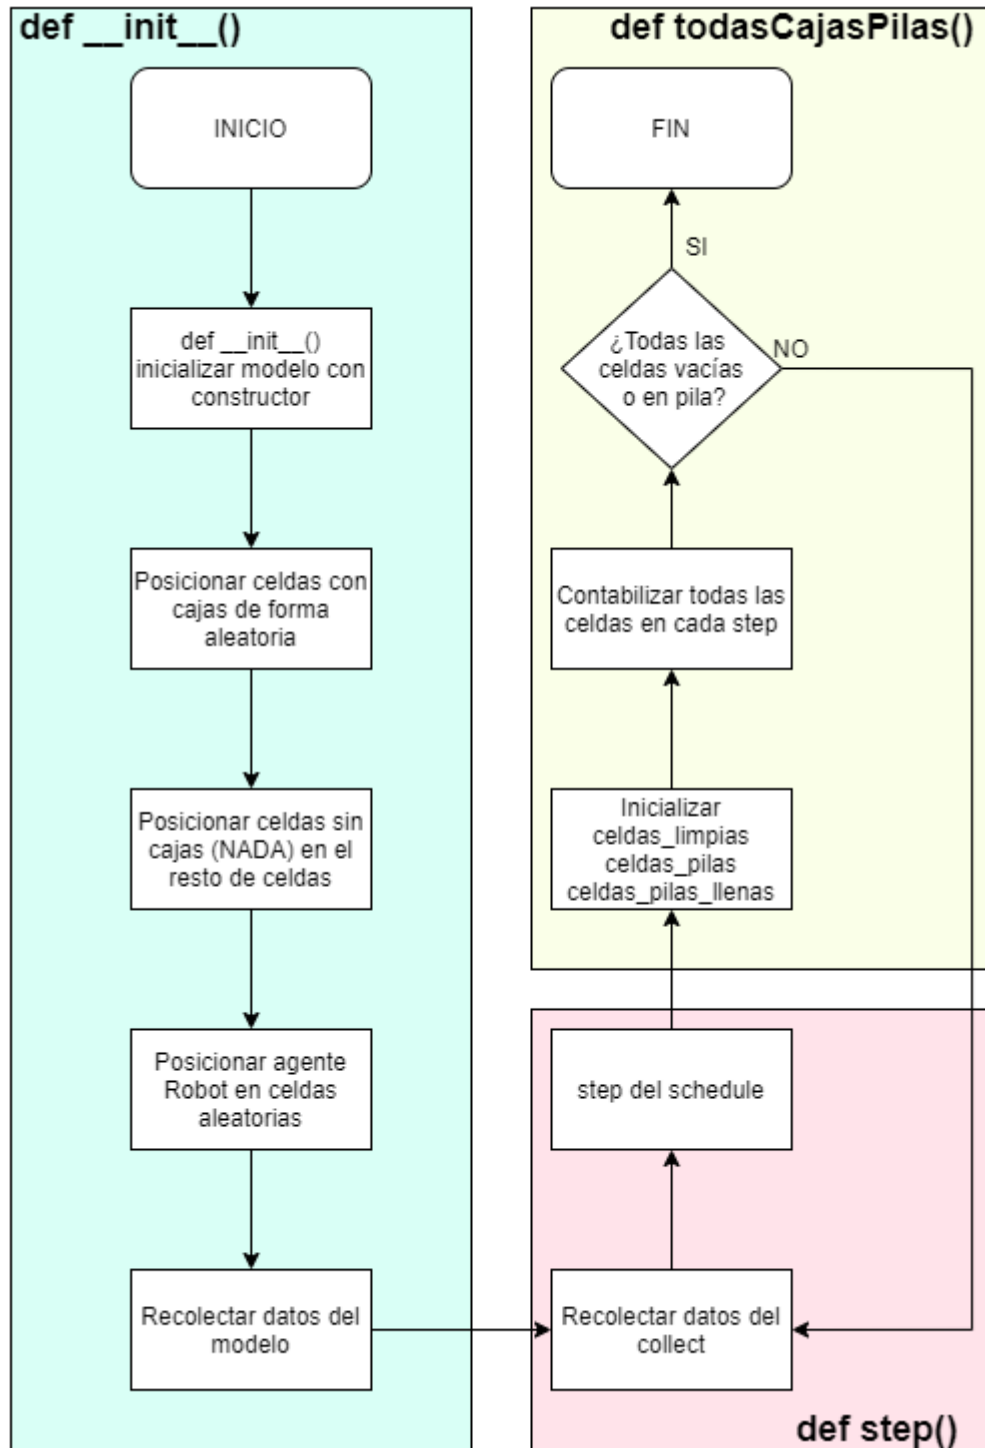 def __init__()
INICIO
def __init__()
inicializar modelo con
constructor
Posicionar celdas con
cajas de forma
aleatoria
Posicionar celdas sin
cajas (NADA) en el
resto de celdas
Posicionar agente
Robot en celdas
aleatorias
Recolectar datos del
modelo
def todasCajasPilas()
FIN
SI
¿Todas las
celdas vacías
o en pila?
NO
Contabilizar todas las
celdas en cada step
Inicializar
celdas_limpias
celdas_pilas
celdas_pilas_llenas
step del schedule
Recolectar datos del
collect
def step()